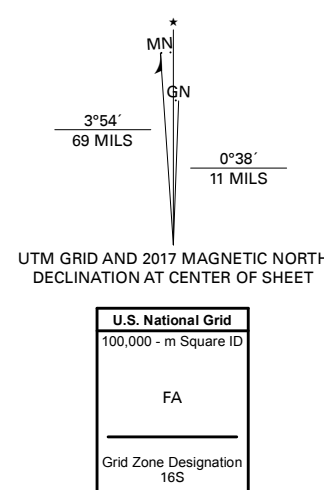 ★
MN
GN
3°54´
69 MILS
0°38´
11 MILS
UTM GRID AND 2017 MAGNETIC NORTH
DECLINATION AT CENTER OF SHEET
U.S. National Grid
100,000 - m Square ID
FA
Grid Zone Designation
16S